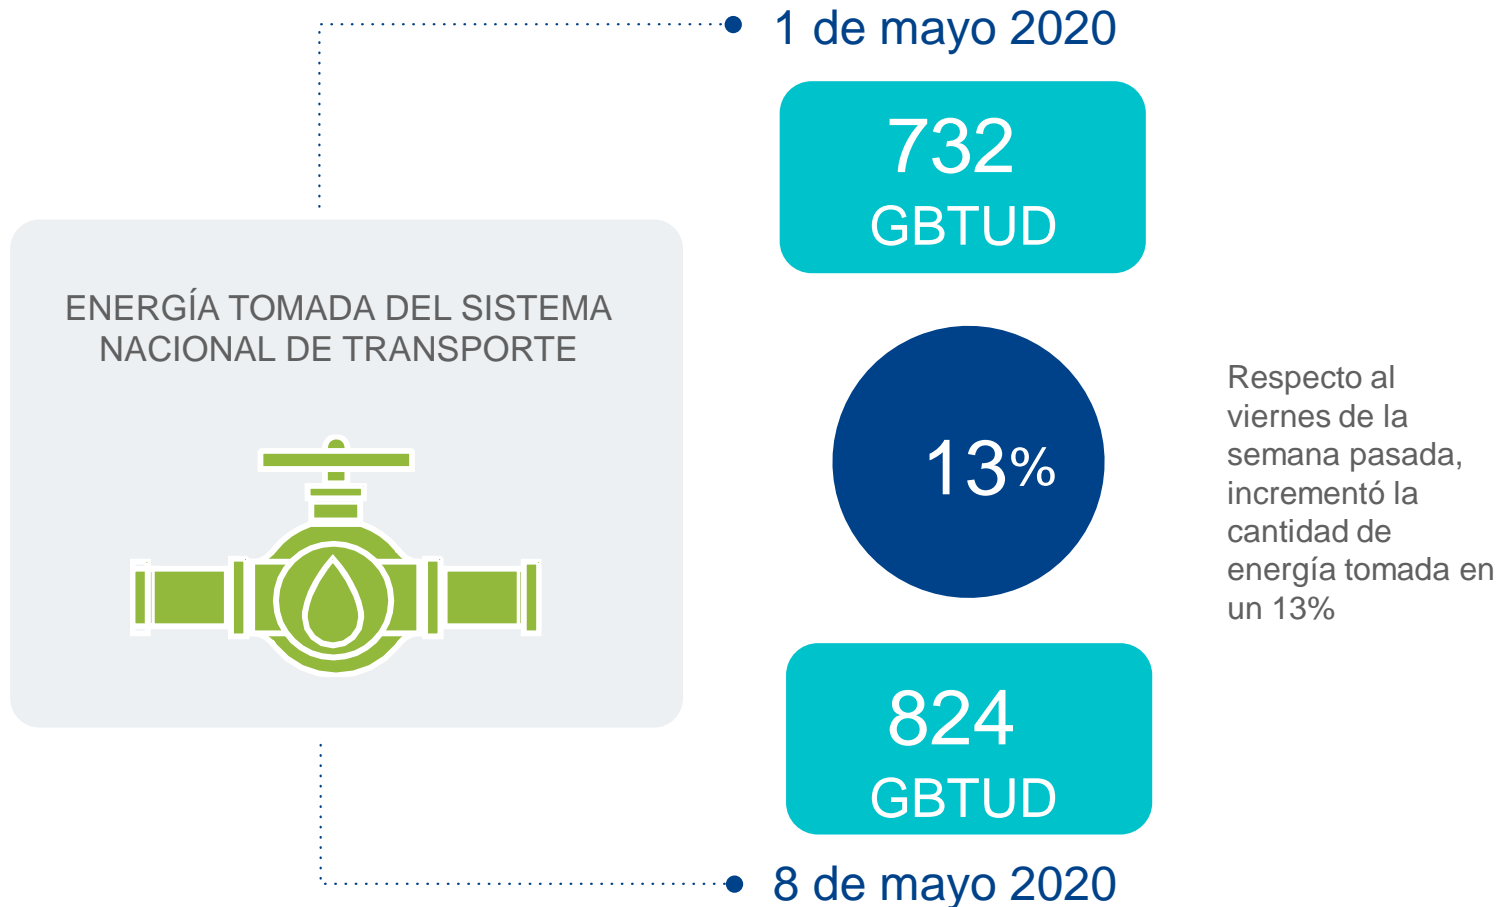 1 de mayo 2020
732
GBTUD
ENERGÍA TOMADA DEL SISTEMA
NACIONAL DE TRANSPORTE
13%
Respecto al
viernes de la
semana pasada,
incrementó la
cantidad de
energía tomada en
un 13%
824
GBTUD
8 de mayo 2020